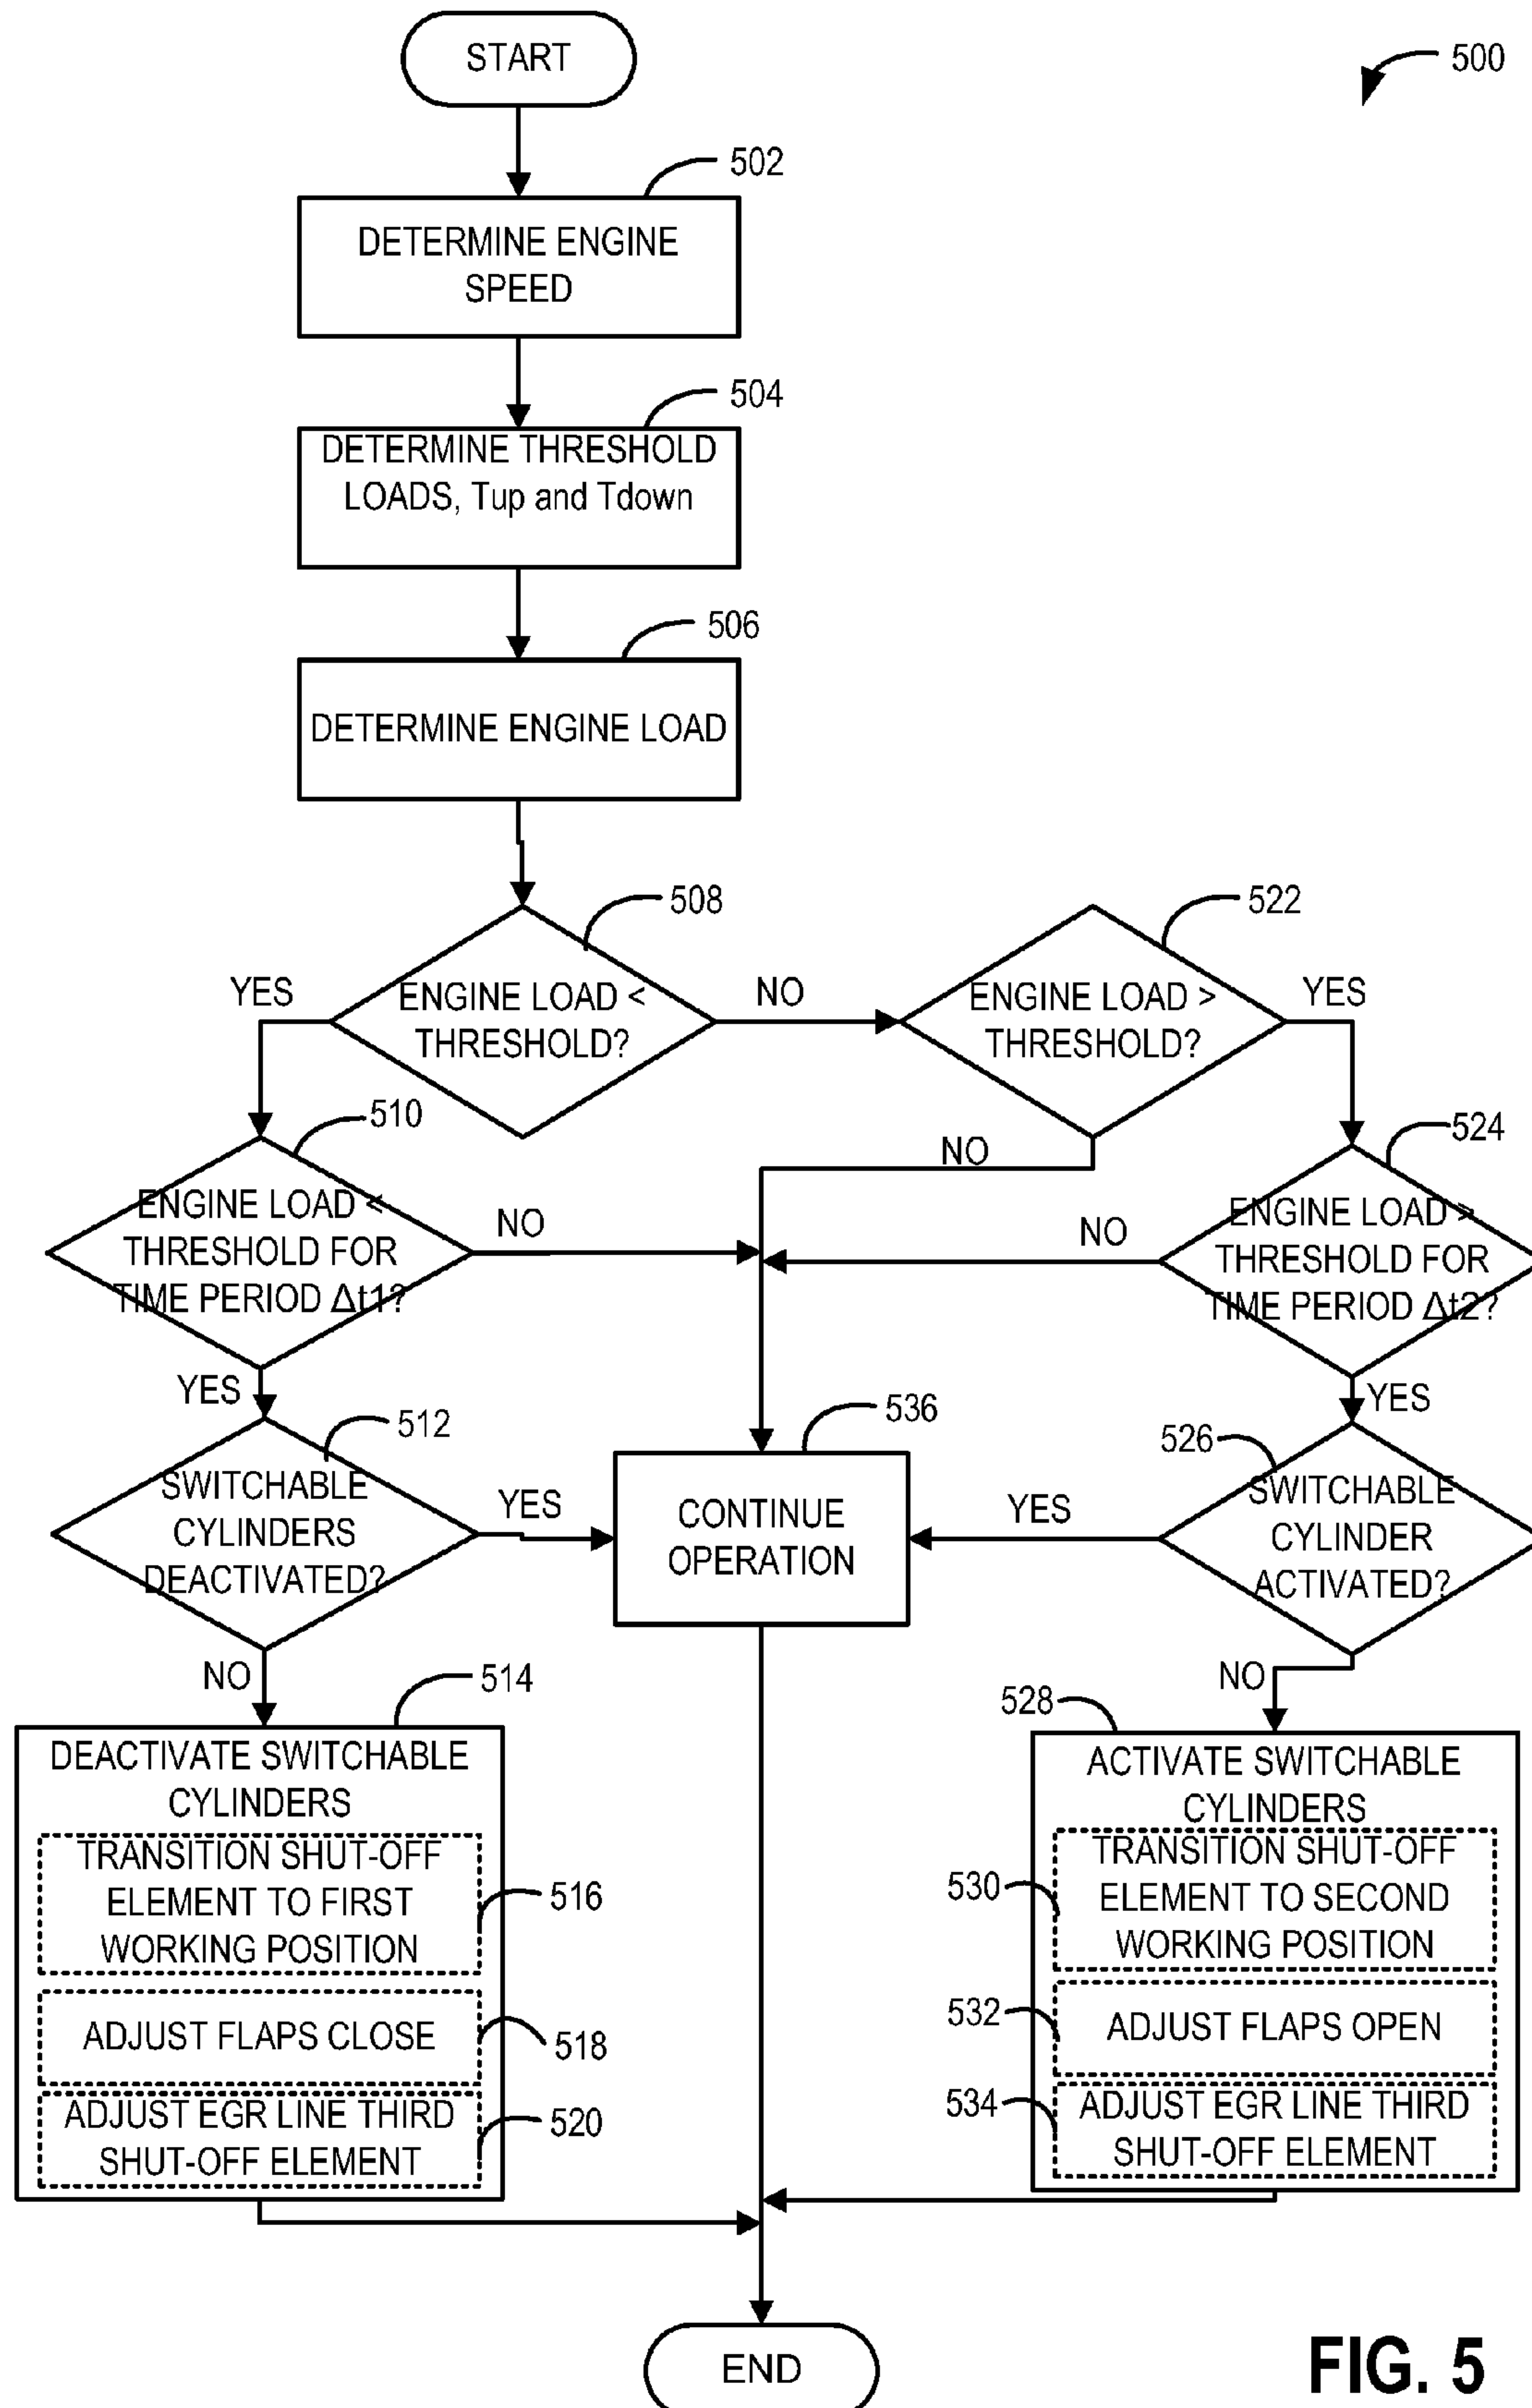 START
500
502
DETERMINE ENGINE
SPEED
504
DETERMINE THRESHOLD
LOADS, Tup and Tdown
506
DETERMINE ENGINE LOAD
508
ENGINE LOAD <
THRESHOLD?
YES
NO
522
ENGINE LOAD >
THRESHOLD?
YES
NO
510
ENGINE LOAD <
THRESHOLD FOR
TIME PERIOD Δt1?
NO
YES
524
ENGINE LOAD >
THRESHOLD FOR
TIME PERIOD Δt2?
NO
YES
512
SWITCHABLE
CYLINDERS
DEACTIVATED?
YES
NO
536
CONTINUE
OPERATION
526
SWITCHABLE
CYLINDER
ACTIVATED?
YES
NO
514
DEACTIVATE SWITCHABLE
CYLINDERS
TRANSITION SHUT-OFF
ELEMENT TO FIRST
WORKING POSITION
516
ADJUST FLAPS CLOSE
518
ADJUST EGR LINE THIRD
SHUT-OFF ELEMENT
520
528
ACTIVATE SWITCHABLE
CYLINDERS
TRANSITION SHUT-OFF
ELEMENT TO SECOND
WORKING POSITION
530
ADJUST FLAPS OPEN
532
ADJUST EGR LINE THIRD
SHUT-OFF ELEMENT
534
END
FIG. 5